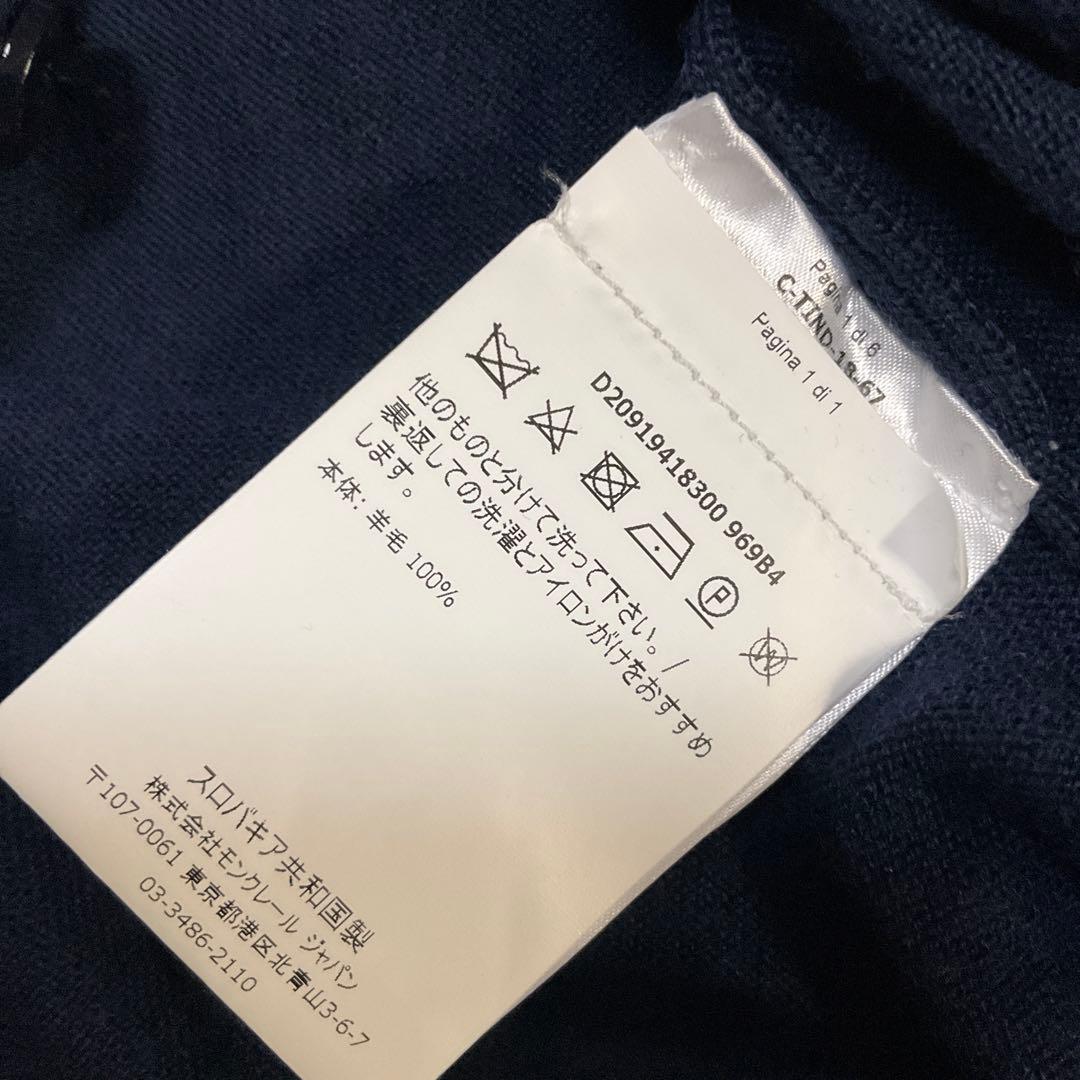 Pagina 1 di 6
C-TIND-18-67
Pagina 1 di 1
D20919418300 969B4
P
W
他のものと分けて洗って下さい。/
裏返しての洗濯とアイロンがけをおすすめ
します。
本体: 羊毛 100%
スロバキア共和国製
株式会社モンクレール ジャパン
〒107-0061 東京都港区北青山3-6-7
03-3486-2110